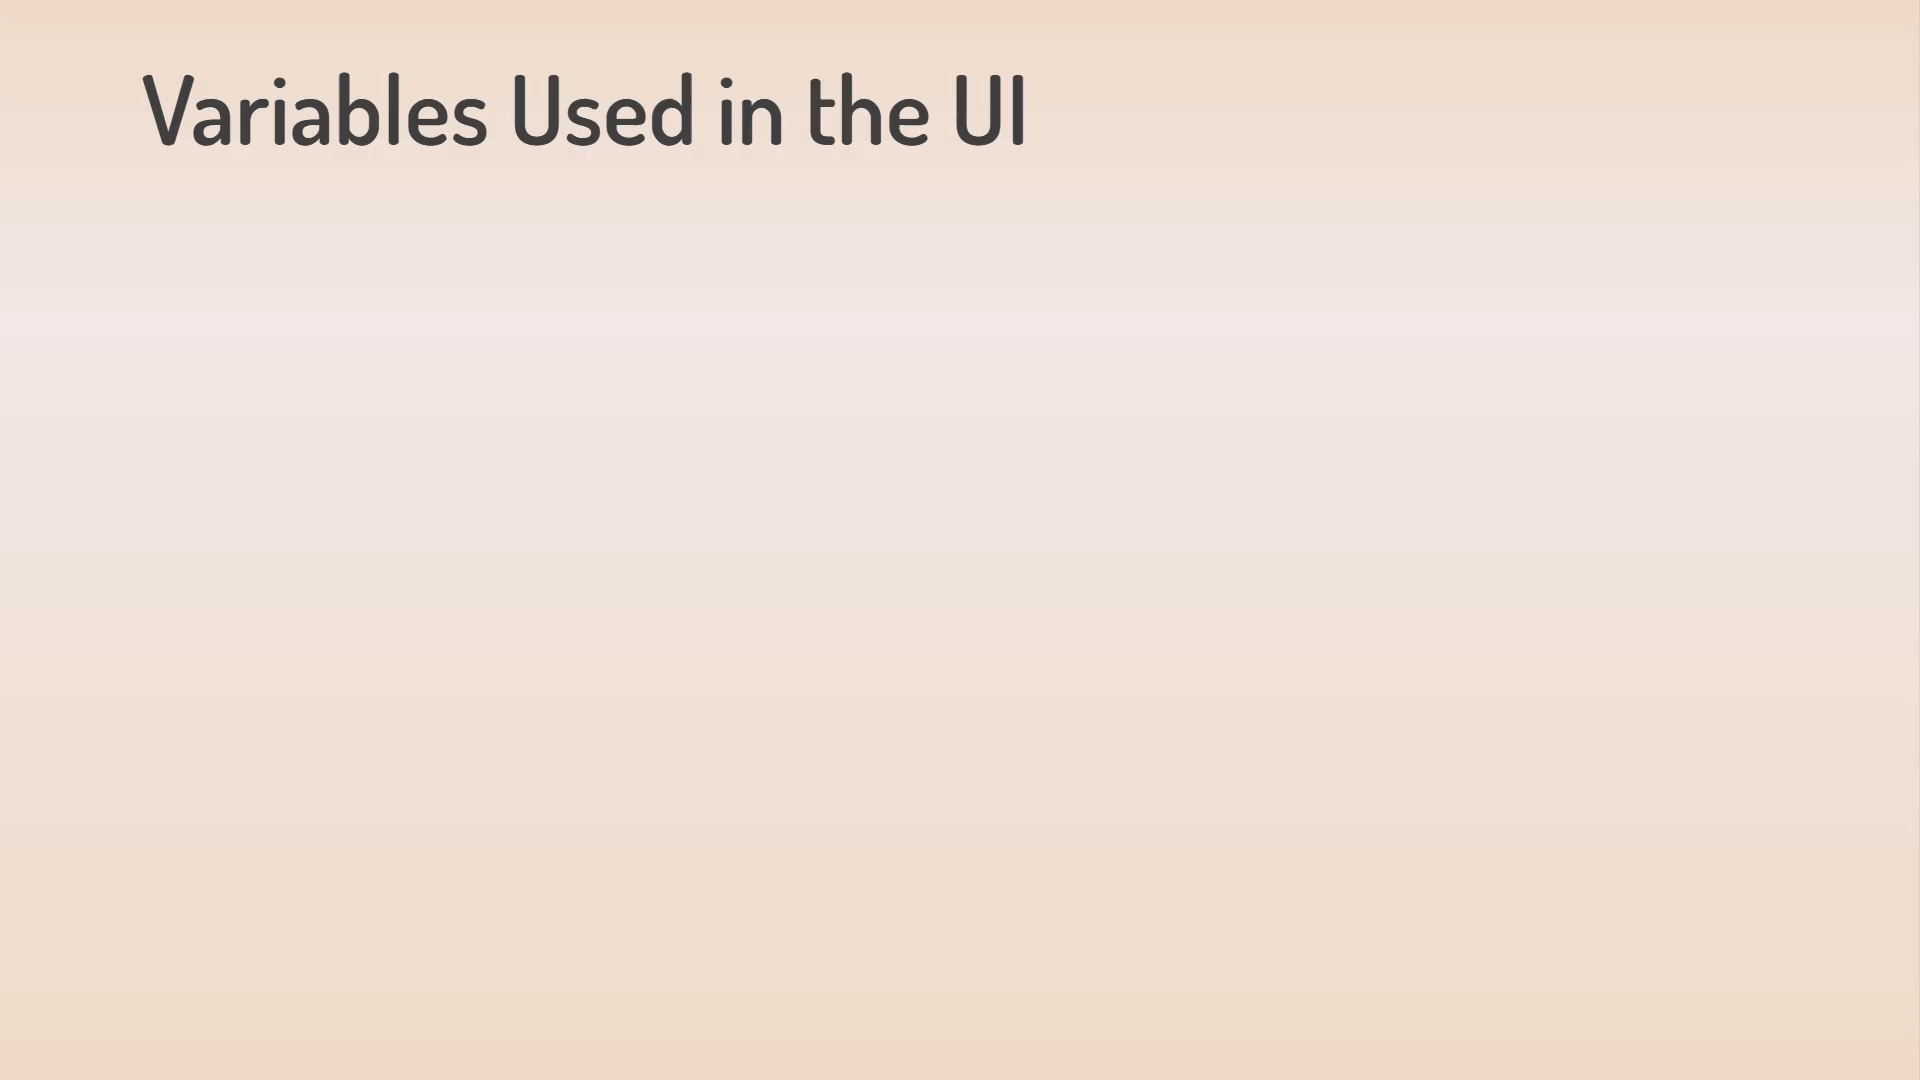 Variables Used in the UI